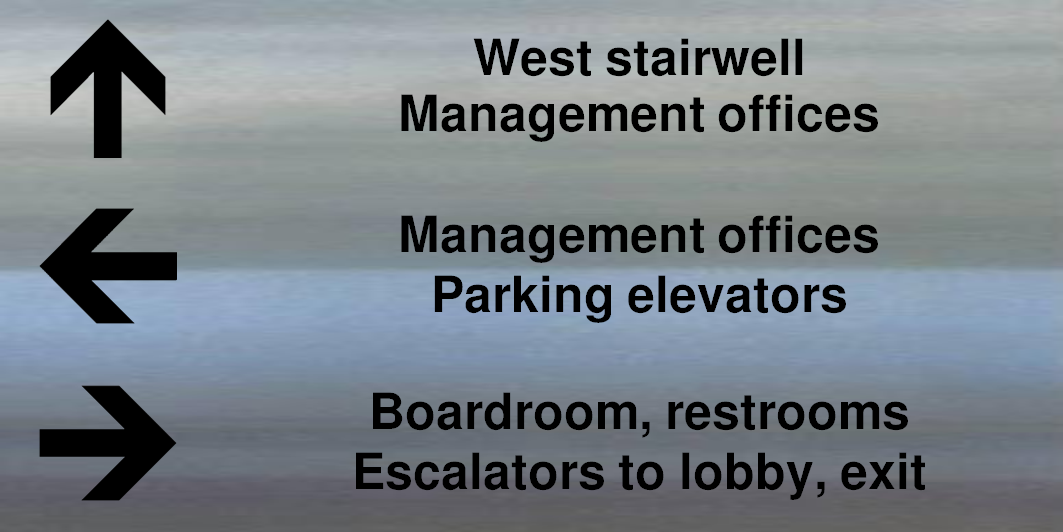 West stairwell
Management offices
Management offices
Parking elevators
Boardroom, restrooms
Escalators to lobby, exit